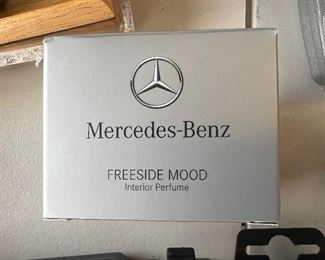 Mercedes-Benz
FREESIDE MOOD
Interior Perfume